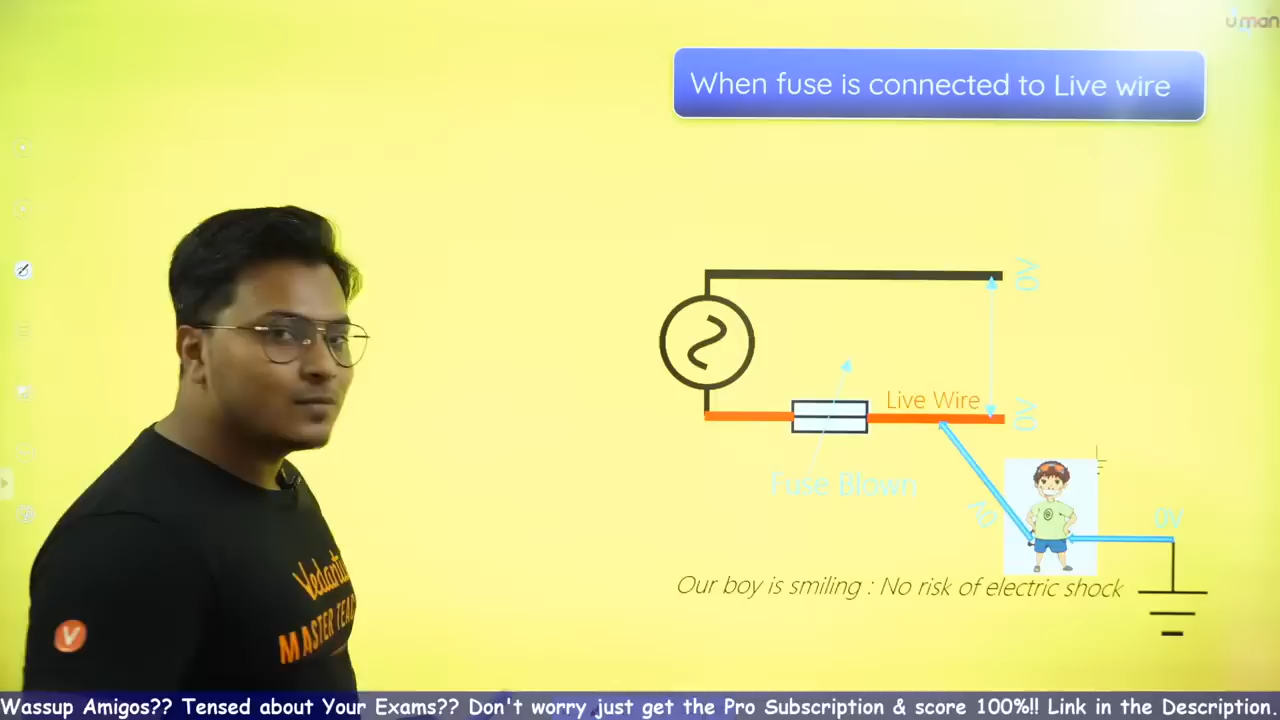 uman
When fuse is connected to Live wire
0V
Live Wire
0V
Fuse Blown
0V
0V
Our boy is smiling : No risk of electric shock
Vedantu
MASTER TEAC
V
Wassup Amigos?? Tensed about Your Exams?? Don't worry just get the Pro Subscription & score 100%!! Link in the Description.